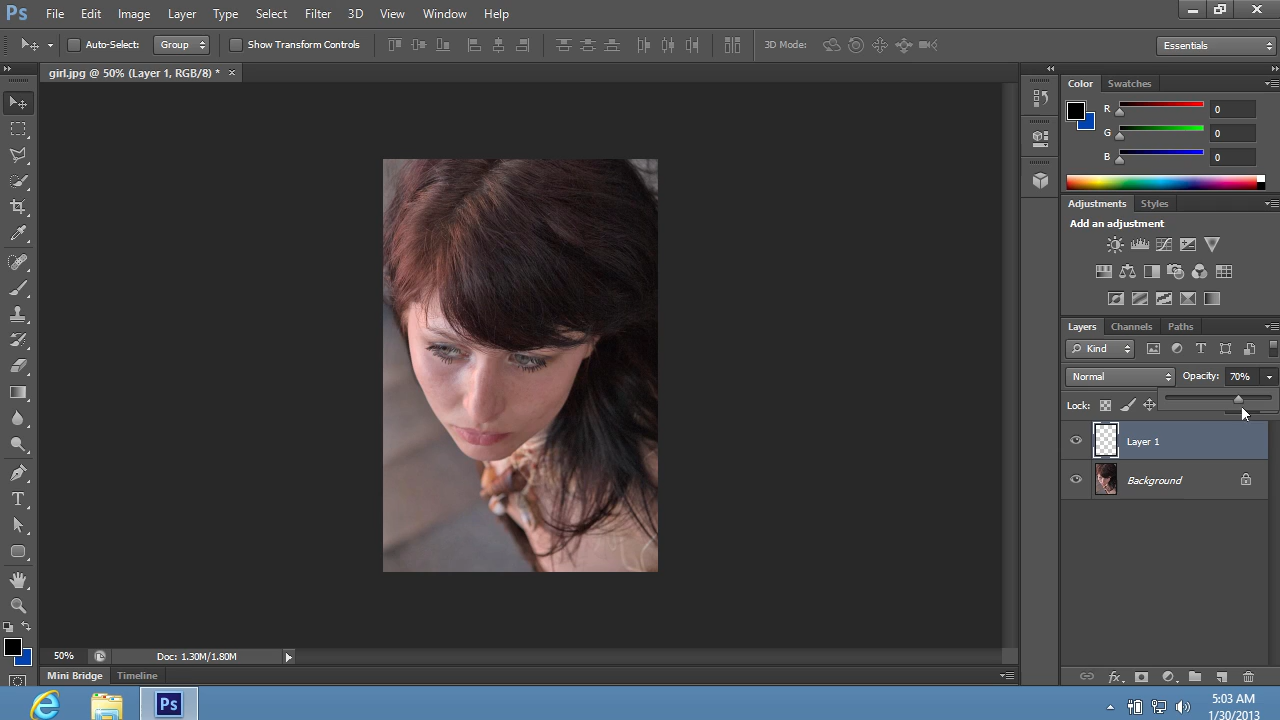 Ps File Edit Image Layer Type Select Filter 3D View Window Help
Auto-Select: Group Show Transform Controls 3D Mode: Essentials
girl.jpg @ 50% (Layer 1, RGB/8) * ×
Color Swatches
R 0
G 0
B 0
Adjustments Styles
Add an adjustment
Layers Channels Paths
Kind
Normal Opacity: 70%
Lock:
Layer 1
Background
50% Doc: 1.30M/1.80M
Mini Bridge Timeline
Ps
5:03 AM
1/30/2013